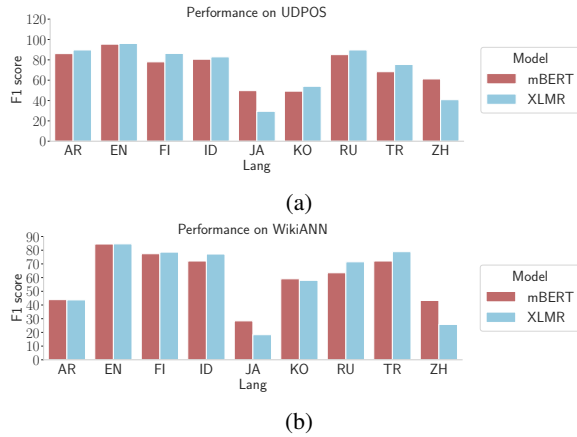 Performance on UDPOS
120
100
80
60
40
20
0
F1 score
AR EN FI ID JA KO RU TR ZH
Lang
Model
mBERT
XLMR
(a)
Performance on WikiANN
90
80
70
60
50
40
30
20
10
0
F1 score
AR EN FI ID JA KO RU TR ZH
Lang
Model
mBERT
XLMR
(b)